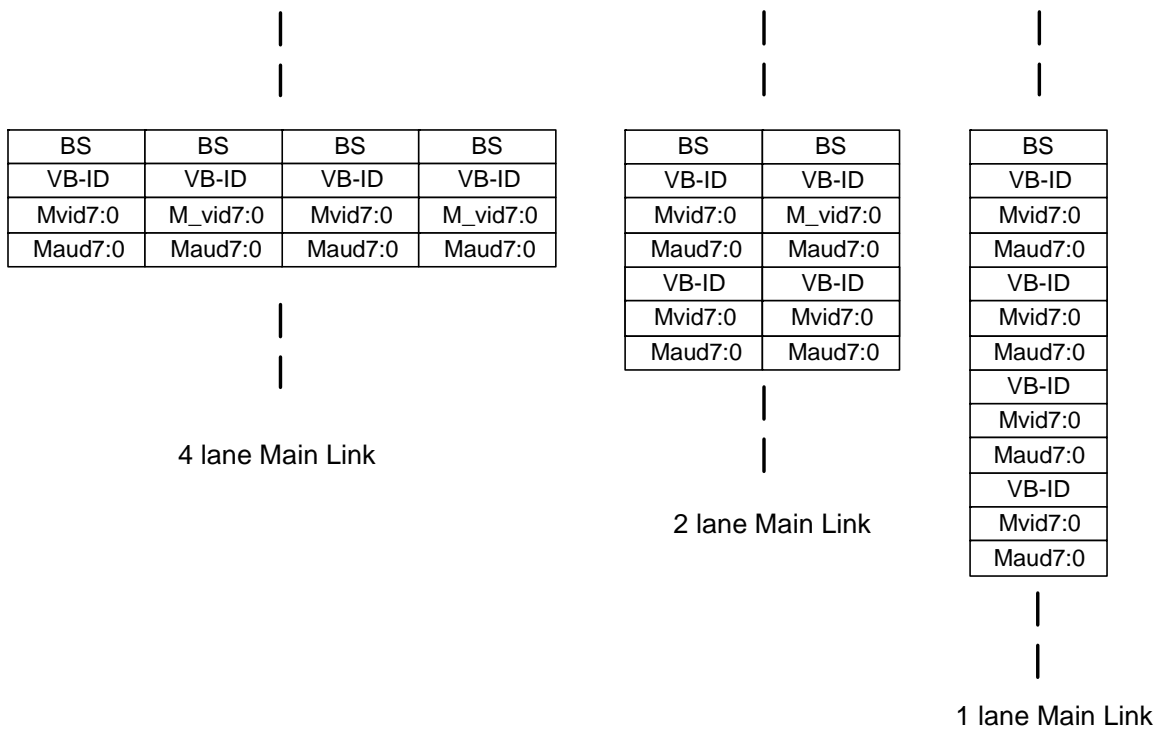 BS BS BS BS
VB-ID VB-ID VB-ID VB-ID
Mvid7:0 M_vid7:0 Mvid7:0 M_vid7:0
Maud7:0 Maud7:0 Maud7:0 Maud7:0
4 lane Main Link
BS BS
VB-ID VB-ID
Mvid7:0 M_vid7:0
Maud7:0 Maud7:0
VB-ID VB-ID
Mvid7:0 Mvid7:0
Maud7:0 Maud7:0
2 lane Main Link
BS
VB-ID
Mvid7:0
Maud7:0
VB-ID
Mvid7:0
Maud7:0
VB-ID
Mvid7:0
Maud7:0
VB-ID
Mvid7:0
Maud7:0
1 lane Main Link